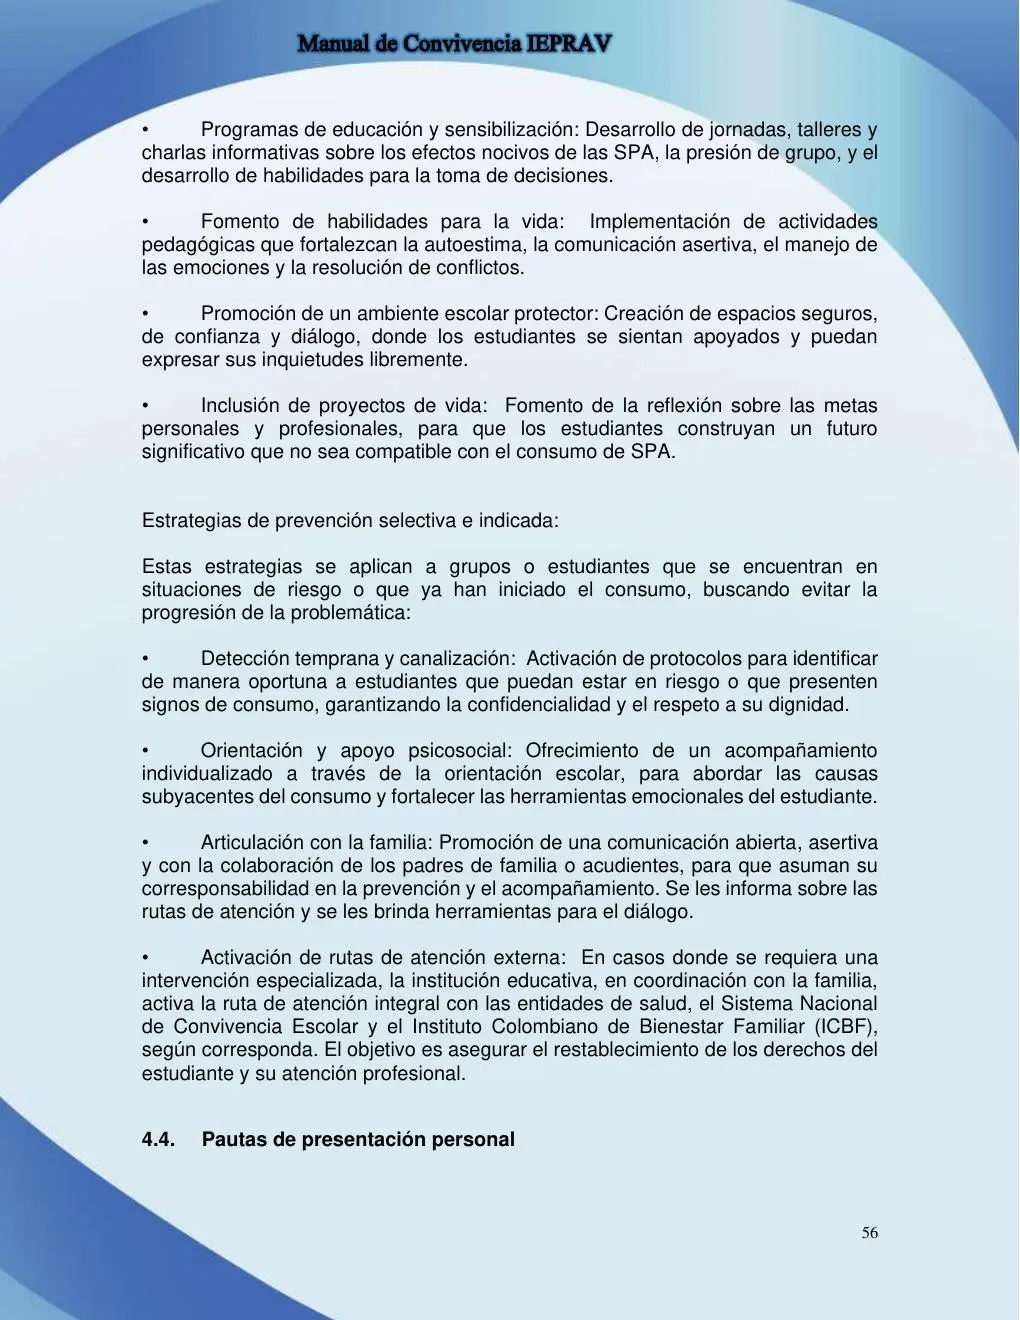 Manual de Convivencia IEPRAV
• Programas de educación y sensibilización: Desarrollo de jornadas, talleres y
charlas informativas sobre los efectos nocivos de las SPA, la presión de grupo, y el
desarrollo de habilidades para la toma de decisiones.
• Fomento de habilidades para la vida: Implementación de actividades
pedagógicas que fortalezcan la autoestima, la comunicación asertiva, el manejo de
las emociones y la resolución de conflictos.
• Promoción de un ambiente escolar protector: Creación de espacios seguros,
de confianza y diálogo, donde los estudiantes se sientan apoyados y puedan
expresar sus inquietudes libremente.
• Inclusión de proyectos de vida: Fomento de la reflexión sobre las metas
personales y profesionales, para que los estudiantes construyan un futuro
significativo que no sea compatible con el consumo de SPA.
Estrategias de prevención selectiva e indicada:
Estas estrategias se aplican a grupos o estudiantes que se encuentran en
situaciones de riesgo o que ya han iniciado el consumo, buscando evitar la
progresión de la problemática:
• Detección temprana y canalización: Activación de protocolos para identificar
de manera oportuna a estudiantes que puedan estar en riesgo o que presenten
signos de consumo, garantizando la confidencialidad y el respeto a su dignidad.
• Orientación y apoyo psicosocial: Ofrecimiento de un acompañamiento
individualizado a través de la orientación escolar, para abordar las causas
subyacentes del consumo y fortalecer las herramientas emocionales del estudiante.
• Articulación con la familia: Promoción de una comunicación abierta, asertiva
y con la colaboración de los padres de familia o acudientes, para que asuman su
corresponsabilidad en la prevención y el acompañamiento. Se les informa sobre las
rutas de atención y se les brinda herramientas para el diálogo.
• Activación de rutas de atención externa: En casos donde se requiera una
intervención especializada, la institución educativa, en coordinación con la familia,
activa la ruta de atención integral con las entidades de salud, el Sistema Nacional
de Convivencia Escolar y el Instituto Colombiano de Bienestar Familiar (ICBF),
según corresponda. El objetivo es asegurar el restablecimiento de los derechos del
estudiante y su atención profesional.
4.4. Pautas de presentación personal
56